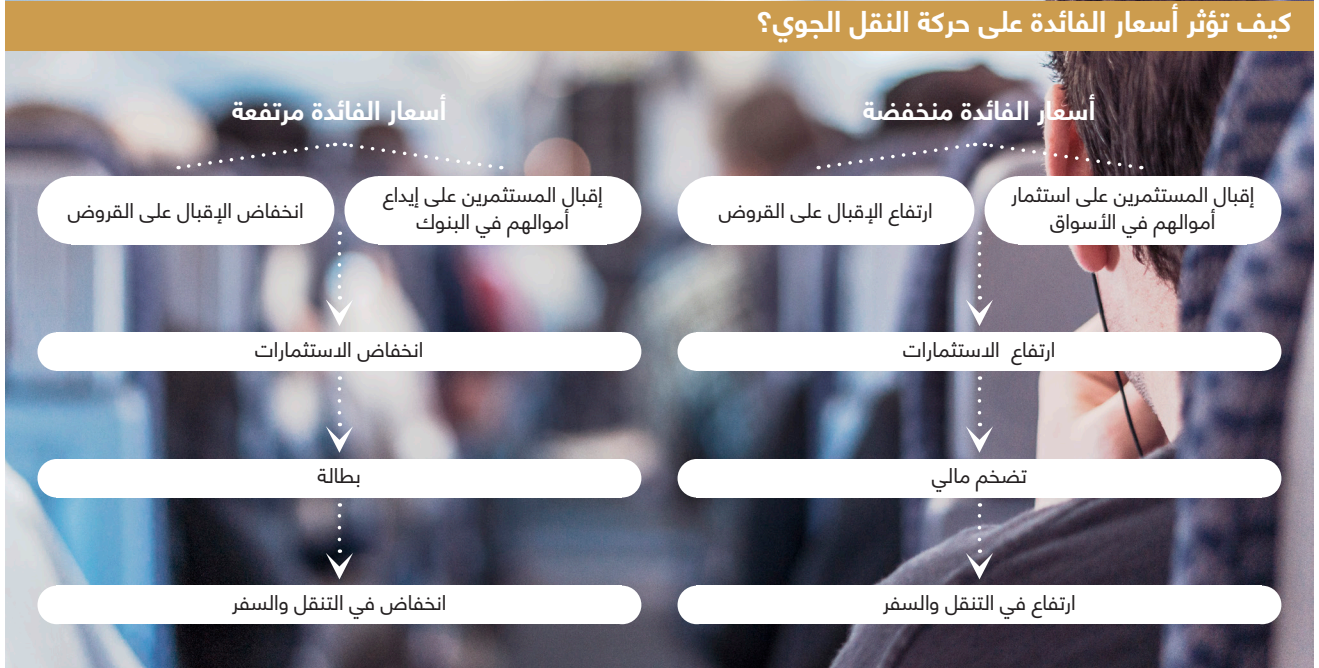 كيف تؤثر أسعار الفائدة على حركة النقل الجوي؟
أسعار الفائدة منخفضة
إقبال المستثمرين على استثمار
أموالهم في الأسواق
ارتفاع الإقبال على القروض
ارتفاع الاستثمارات
تضخم مالي
ارتفاع في التنقل والسفر
أسعار الفائدة مرتفعة
إقبال المستثمرين على إيداع
أموالهم في البنوك
انخفاض الإقبال على القروض
انخفاض الاستثمارات
بطالة
انخفاض في التنقل والسفر